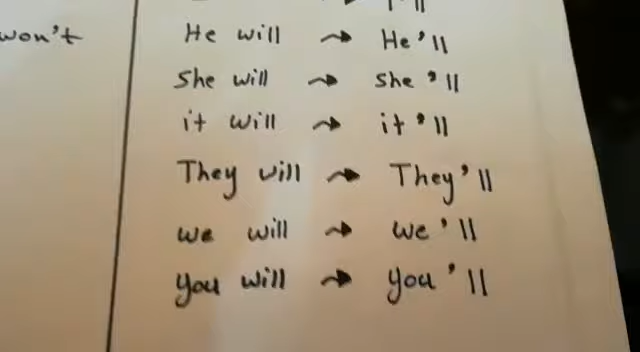 won't
He will → He'll
She will → she'll
it will → it'll
They will → They'll
we will → we'll
you will → you'll